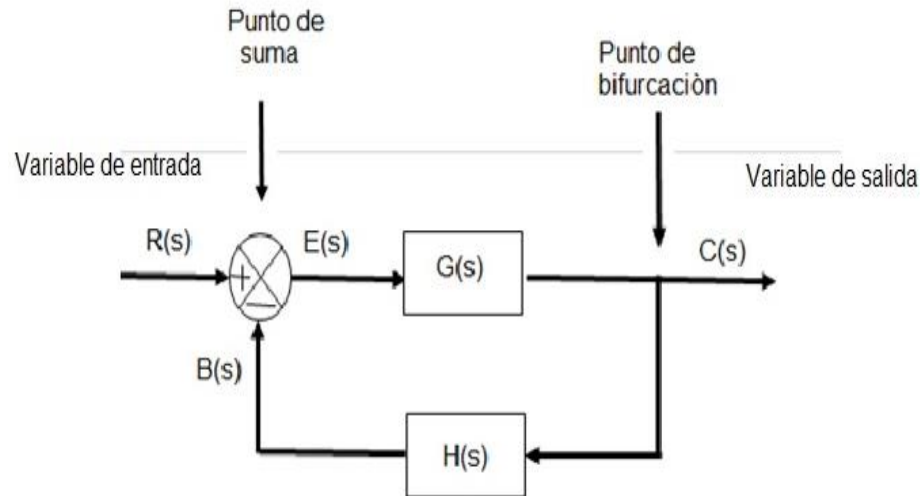 Punto de
suma
Punto de
bifurcaciòn
Variable de entrada
Variable de salida
R(s)
E(s)
G(s)
C(s)
+
−
B(s)
H(s)